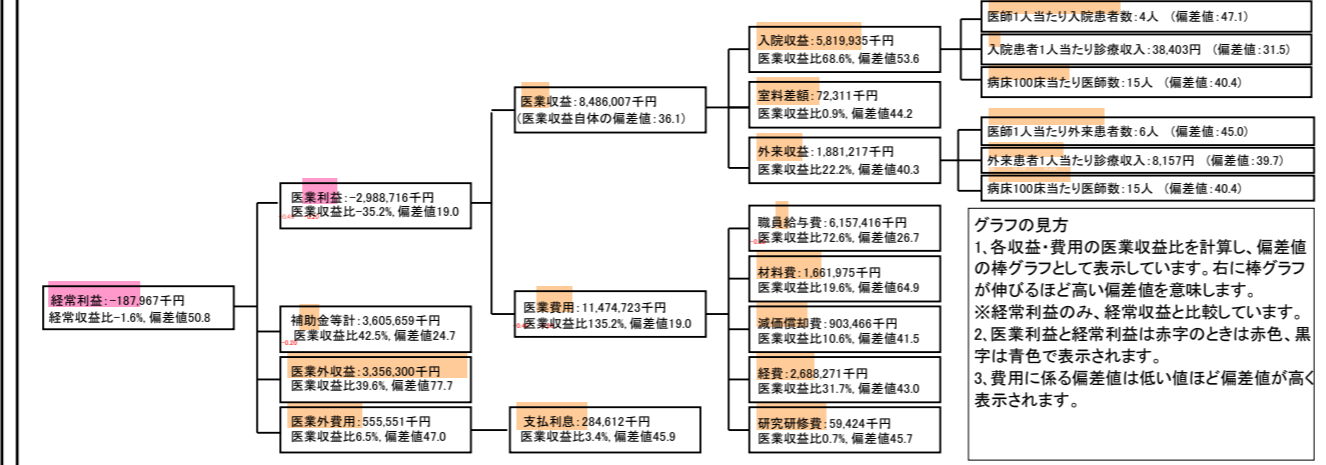 経常利益:-187,967千円
経常収益比-1.6%, 偏差値50.8
医業利益:-2,988,716千円
医業収益比-35.2%, 偏差値19.0
補助金等計:3,605,659千円
医業収益比42.5%, 偏差値24.7
医業外収益:3,356,300千円
医業収益比39.6%, 偏差値77.7
医業外費用:555,551千円
医業収益比6.5%, 偏差値47.0
医業収益:8,486,007千円
(医業収益自体の偏差値:36.1)
医業費用:11,474,723千円
医業収益比135.2%, 偏差値19.0
支払利息:284,612千円
医業収益比3.4%, 偏差値45.9
入院収益:5,819,935千円
医業収益比68.6%, 偏差値53.6
室料差額:72,311千円
医業収益比0.9%, 偏差値44.2
外来収益:1,881,217千円
医業収益比22.2%, 偏差値40.3
職員給与費:6,157,416千円
医業収益比72.6%, 偏差値26.7
材料費:1,661,975千円
医業収益比19.6%, 偏差値64.9
減価償却費:903,466千円
医業収益比10.6%, 偏差値41.5
経費:2,688,271千円
医業収益比31.7%, 偏差値43.0
研究研修費:59,424千円
医業収益比0.7%, 偏差値45.7
医師1人当たり入院患者数:4人 (偏差値:47.1)
入院患者1人当たり診療収入:38,403円 (偏差値:31.5)
病床100床当たり医師数:15人 (偏差値:40.4)
医師1人当たり外来患者数:6人 (偏差値:45.0)
外来患者1人当たり診療収入:8,157円 (偏差値:39.7)
病床100床当たり医師数:15人 (偏差値:40.4)
グラフの見方
1、各収益・費用の医業収益比を計算し、偏差値
の棒グラフとして表示しています。右に棒グラフ
が伸びるほど高い偏差値を意味します。
※経常利益のみ、経常収益と比較しています。
2、医業利益と経常利益は赤字のときは赤色、黒
字は青色で表示されます。
3、費用に係る偏差値は低い値ほど偏差値が高く
表示されます。